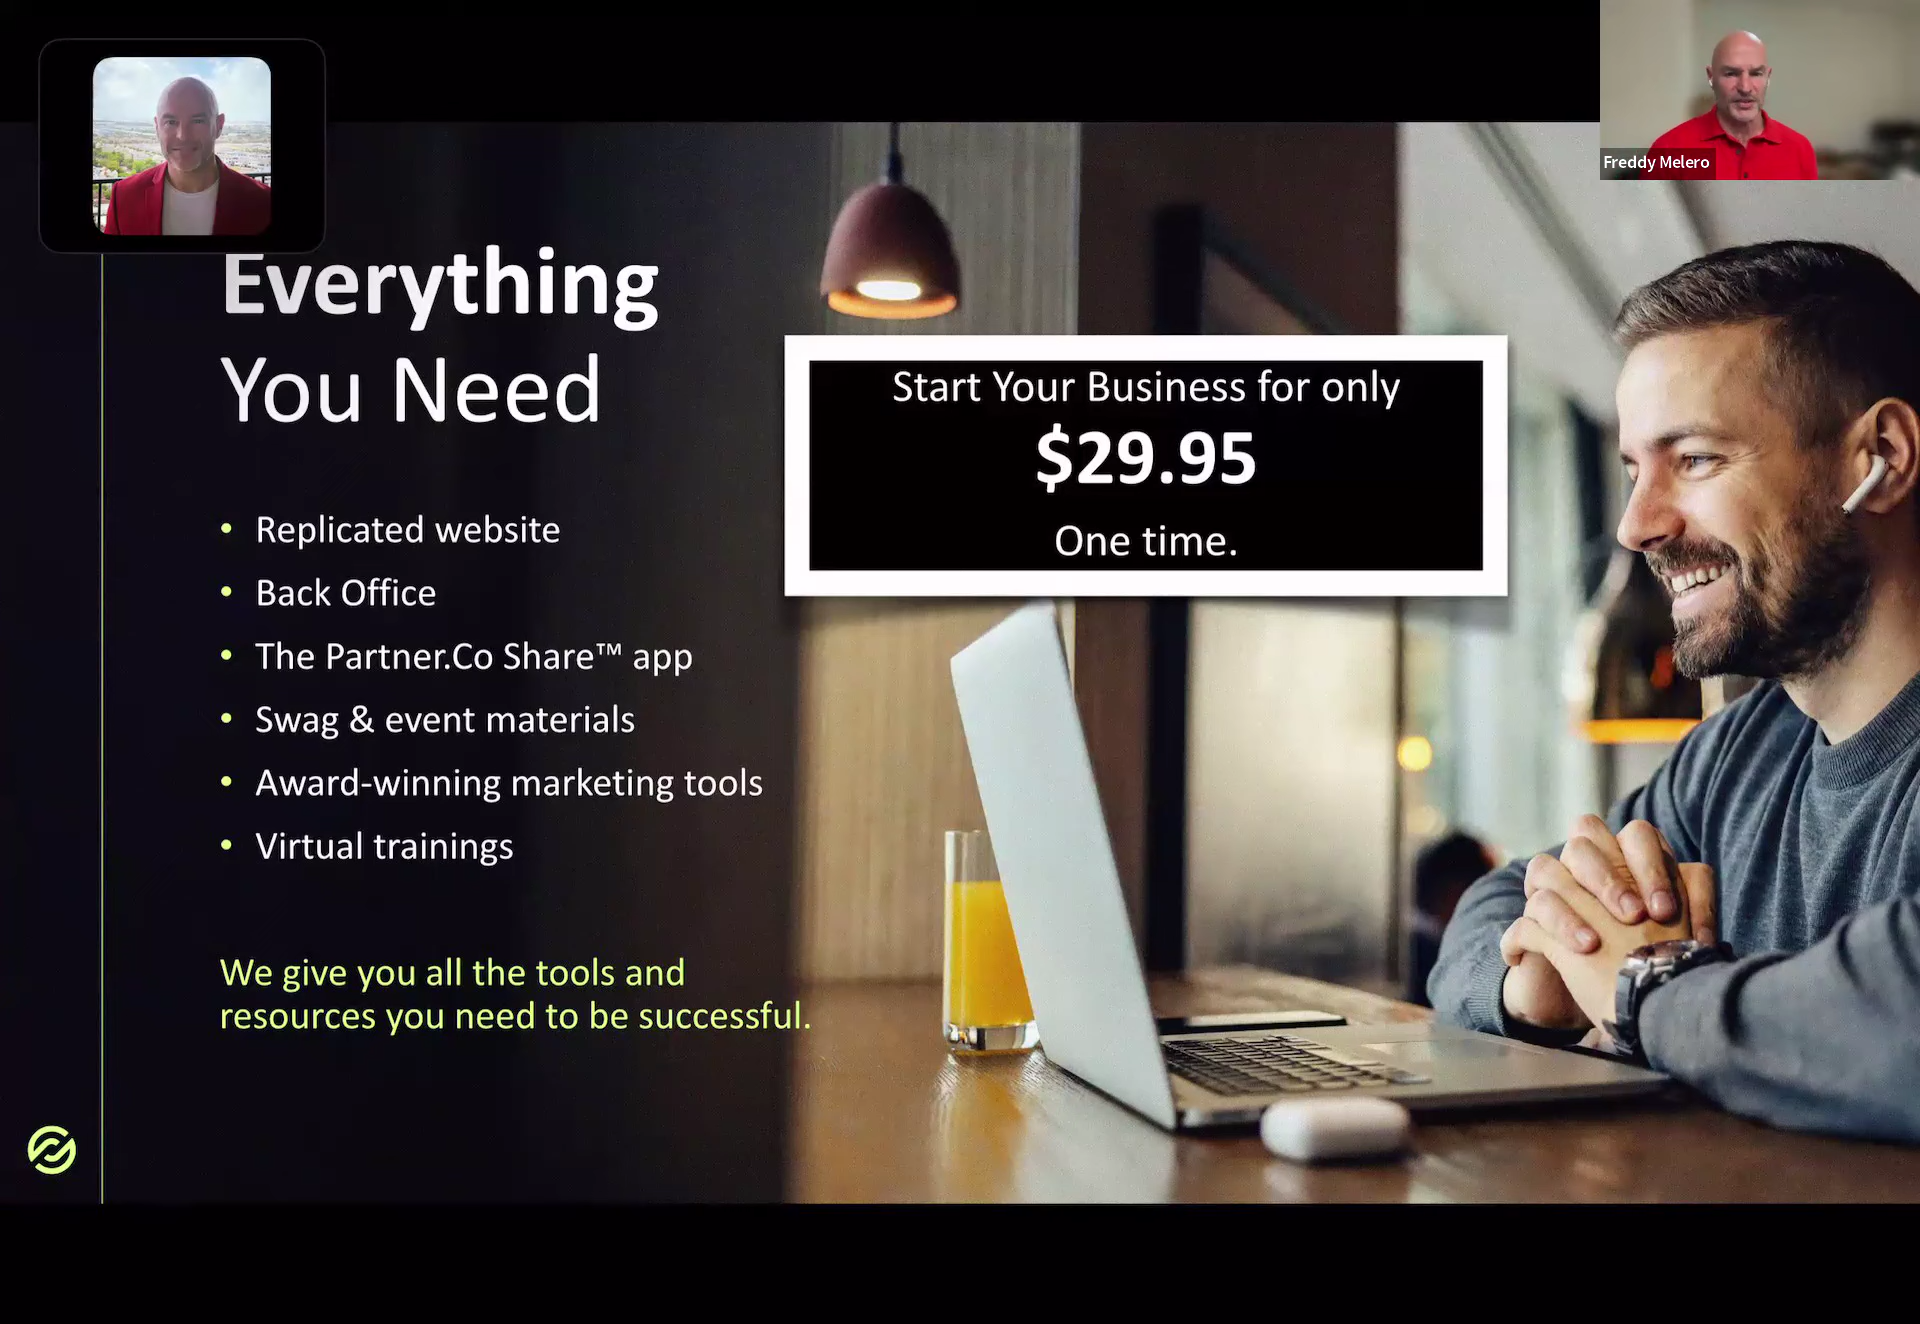 Freddy Melero
Everything
You Need
Start Your Business for only
$29.95
One time.
• Replicated website
• Back Office
• The Partner.Co Share™ app
• Swag & event materials
• Award-winning marketing tools
• Virtual trainings
We give you all the tools and
resources you need to be successful.